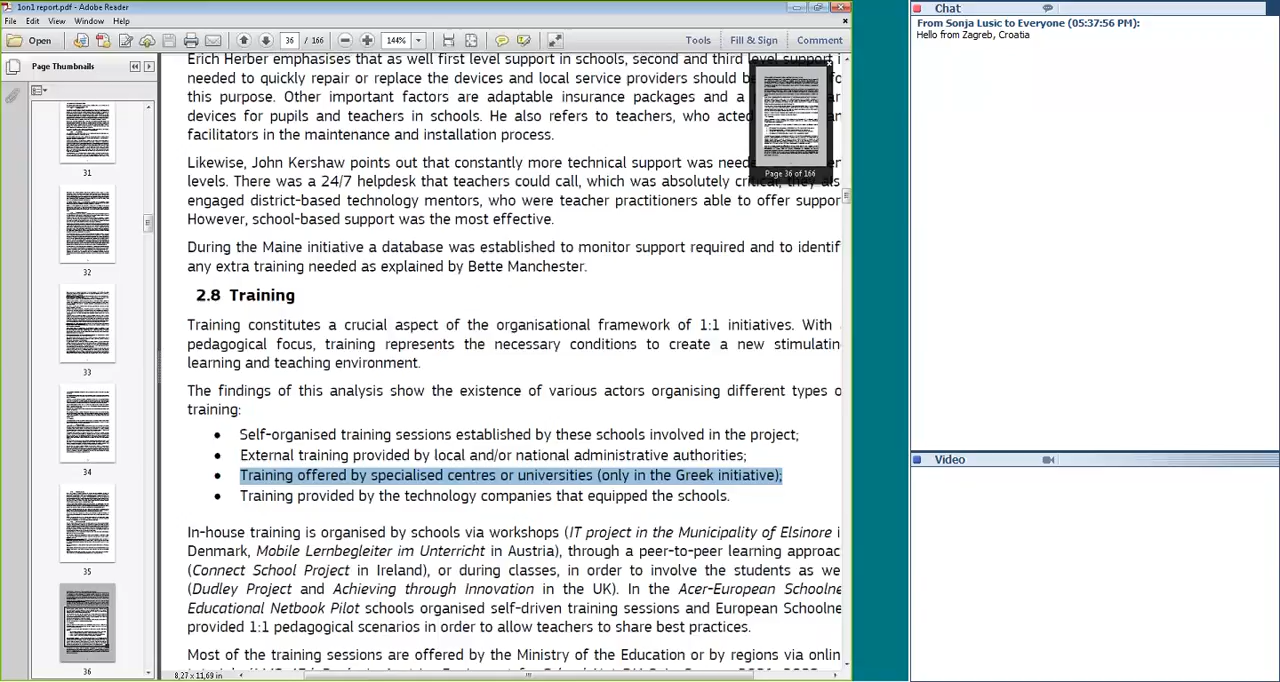 1on1 report.pdf - Adobe Reader
File Edit View Window Help
Open 36 / 166 144% Tools Fill & Sign Comment
Page Thumbnails
31
32
33
34
35
36
Erich Herber emphasises that as well first level support in schools, second and third level support i
needed to quickly repair or replace the devices and local service providers should b
this purpose. Other important factors are adaptable insurance packages and a
devices for pupils and teachers in schools. He also refers to teachers, who acted
facilitators in the maintenance and installation process.
Page 36 of 166
Likewise, John Kershaw points out that constantly more technical support was need
levels. There was a 24/7 helpdesk that teachers could call, which was absolutely critical, they als
engaged district-based technology mentors, who were teacher practitioners able to offer suppor
However, school-based support was the most effective.
During the Maine initiative a database was established to monitor support required and to identif
any extra training needed as explained by Bette Manchester.
2.8 Training
Training constitutes a crucial aspect of the organisational framework of 1:1 initiatives. With
pedagogical focus, training represents the necessary conditions to create a new stimulatin
learning and teaching environment.
The findings of this analysis show the existence of various actors organising different types o
training:
• Self-organised training sessions established by these schools involved in the project;
• External training provided by local and/or national administrative authorities;
• Training offered by specialised centres or universities (only in the Greek initiative);
• Training provided by the technology companies that equipped the schools.
In-house training is organised by schools via workshops (IT project in the Municipality of Elsinore i
Denmark, Mobile Lernbegleiter im Unterricht in Austria), through a peer-to-peer learning approac
(Connect School Project in Ireland), or during classes, in order to involve the students as we
(Dudley Project and Achieving through Innovation in the UK). In the Acer-European Schoolne
Educational Netbook Pilot schools organised self-driven training sessions and European Schoolne
provided 1:1 pedagogical scenarios in order to help teachers to share best practices.
Most of the training sessions are offered by the Ministry of the Education or by regions via onlin
8,27 x 11,69 in
Chat
From Sonja Lusic to Everyone (05:37:56 PM):
Hello from Zagreb, Croatia
Video